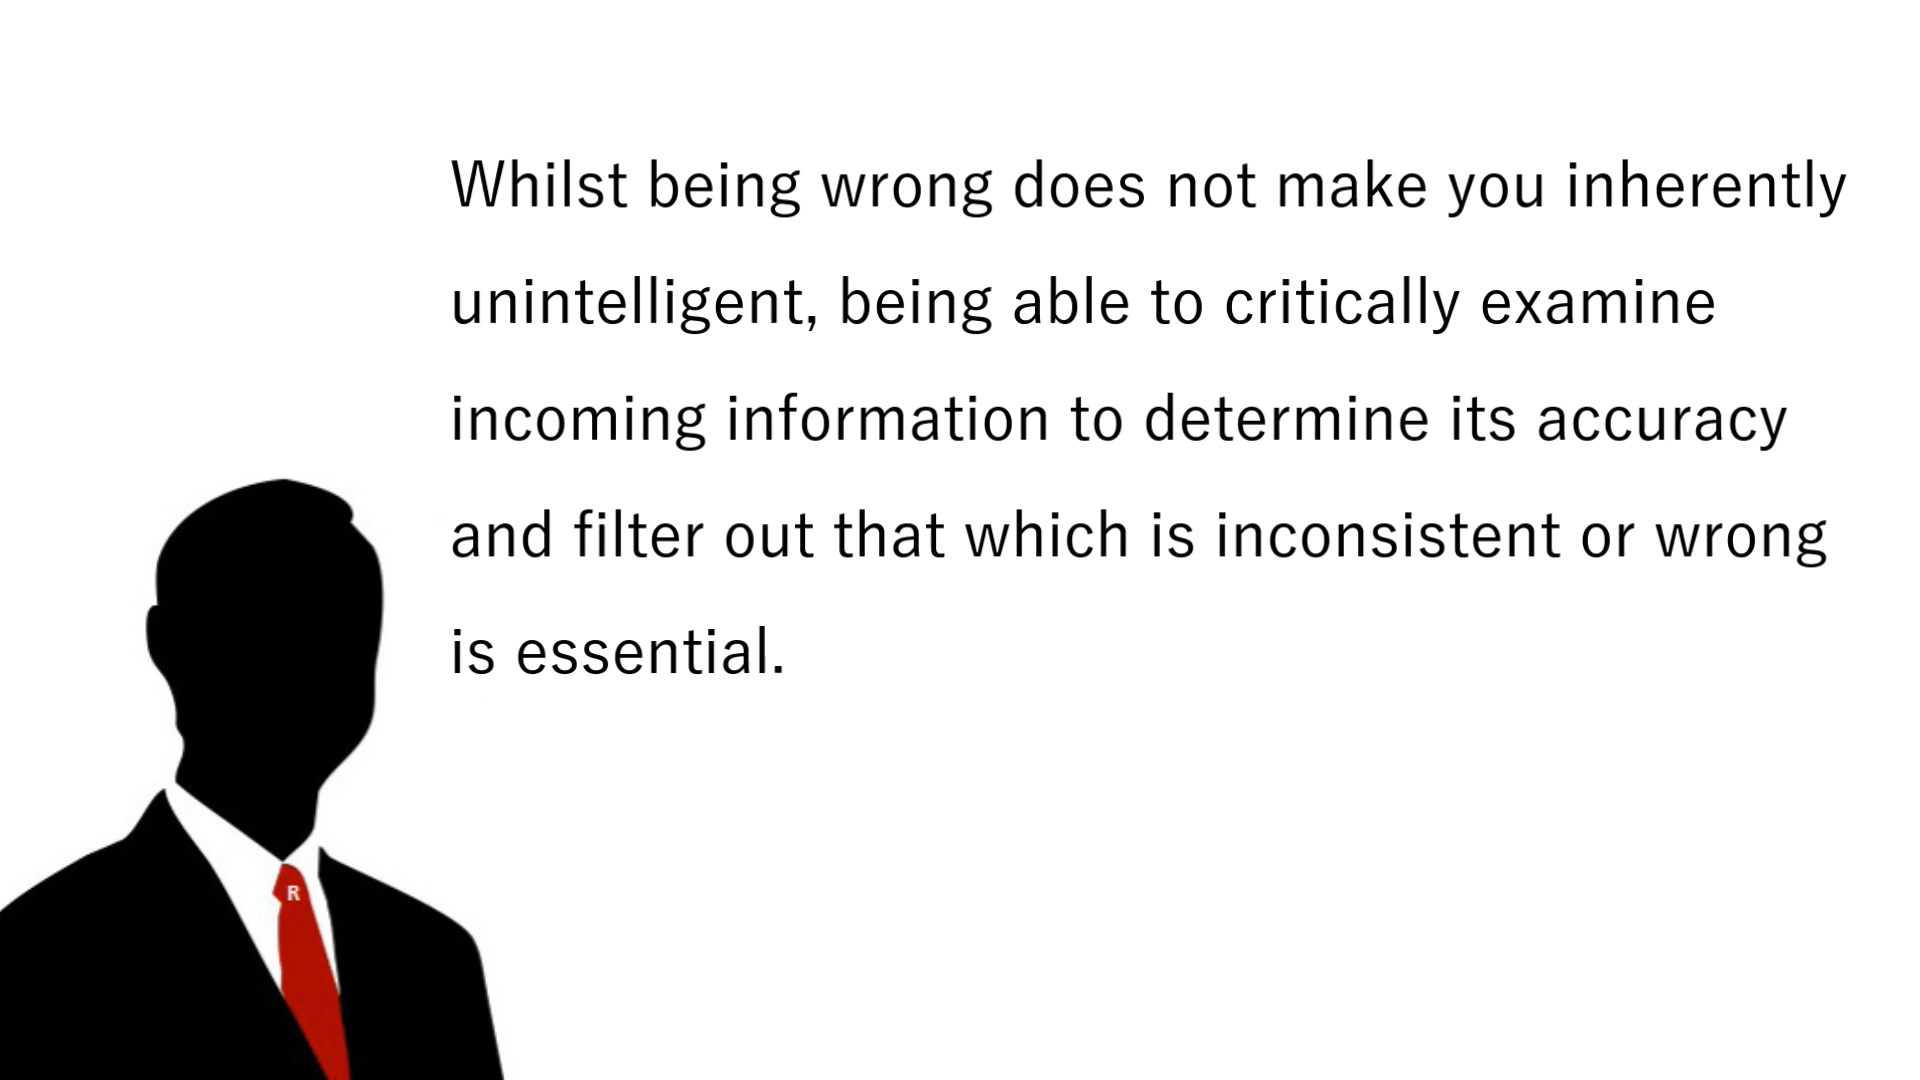 Whilst being wrong does not make you inherently
unintelligent, being able to critically examine
incoming information to determine its accuracy
and filter out that which is inconsistent or wrong
is essential.
R